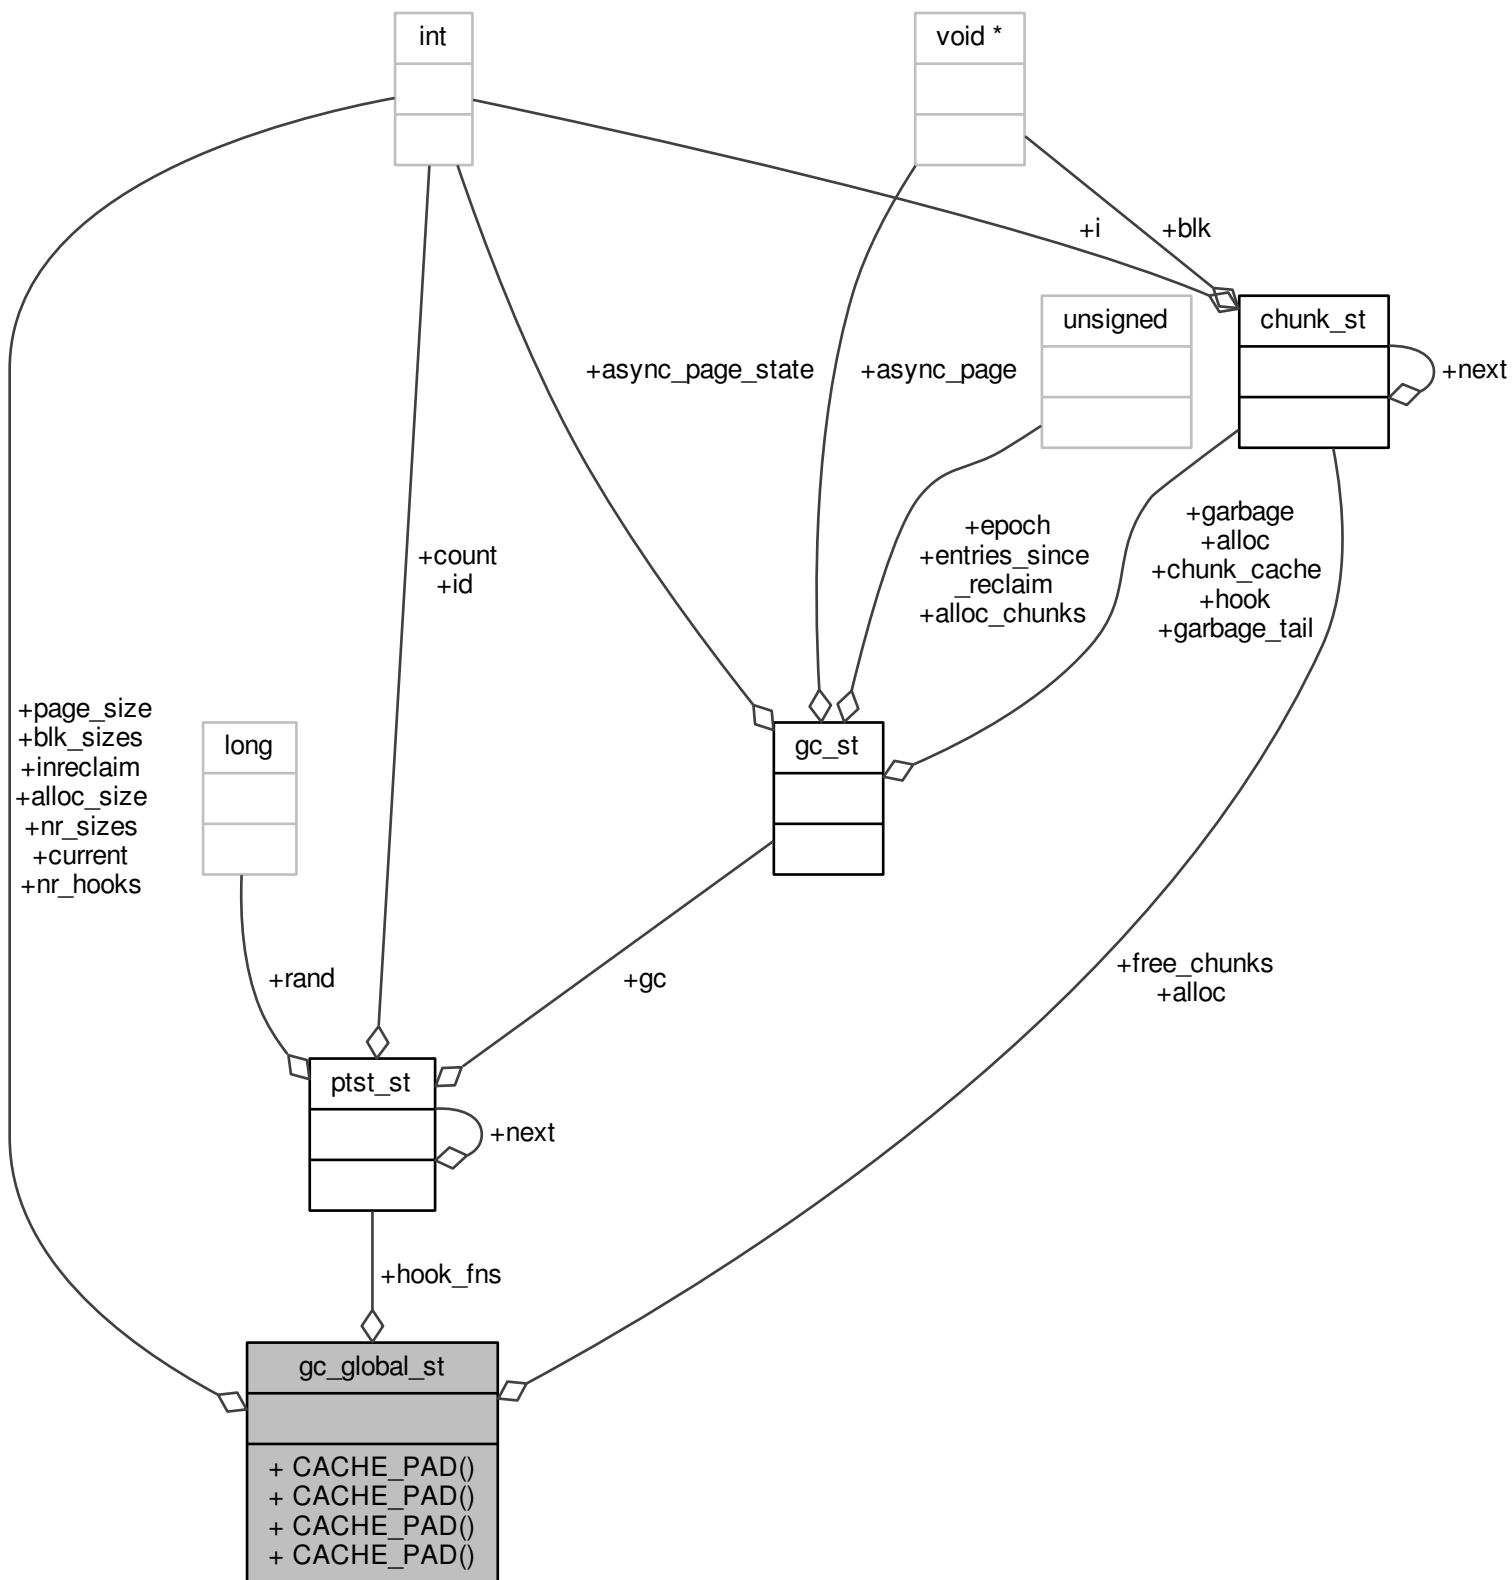 int
void *
+i
+blk
unsigned
chunk_st
+async_page_state
+async_page
+next
+garbage
+alloc
+chunk_cache
+hook
+garbage_tail
+epoch
+entries_since
_reclaim
+alloc_chunks
+count
+id
+page_size
+blk_sizes
+inreclaim
+alloc_size
+nr_sizes
+current
+nr_hooks
long
gc_st
+rand
+gc
+free_chunks
+alloc
ptst_st
+next
+hook_fns
gc_global_st
+ CACHE_PAD()
+ CACHE_PAD()
+ CACHE_PAD()
+ CACHE_PAD()